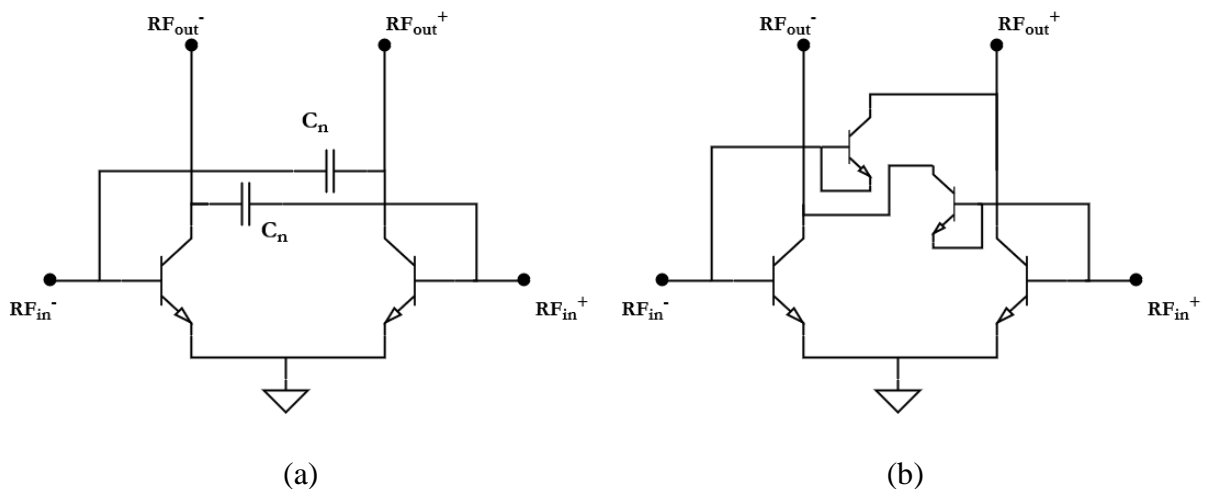 RFout- RFout+
Cn
Cn
RFin- RFin+
(a)
RFout- RFout+
RFin- RFin+
(b)